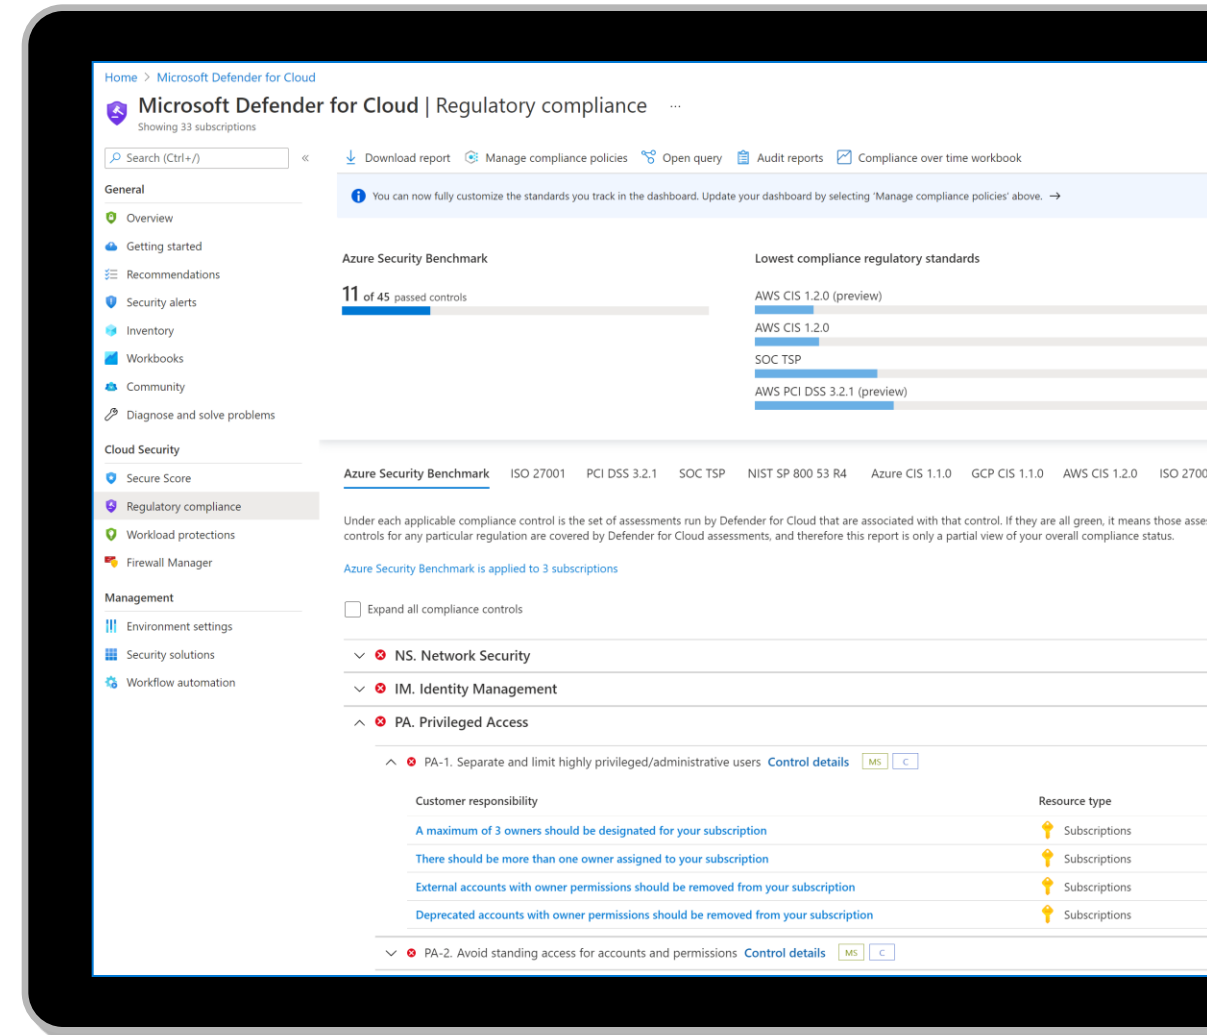 Home > Microsoft Defender for Cloud
Microsoft Defender for Cloud | Regulatory compliance ...
Showing 33 subscriptions
Search (Ctrl+/) «
Download report Manage compliance policies Open query Audit reports Compliance over time workbook
General
Overview
Getting started
Recommendations
Security alerts
Inventory
Workbooks
Community
Diagnose and solve problems
Cloud Security
Secure Score
Regulatory compliance
Workload protections
Firewall Manager
Management
Environment settings
Security solutions
Workflow automation
You can now fully customize the standards you track in the dashboard. Update your dashboard by selecting 'Manage compliance policies' above. →
Azure Security Benchmark
11 of 45 passed controls
Lowest compliance regulatory standards
AWS CIS 1.2.0 (preview)
AWS CIS 1.2.0
SOC TSP
AWS PCI DSS 3.2.1 (preview)
Azure Security Benchmark ISO 27001 PCI DSS 3.2.1 SOC TSP NIST SP 800 53 R4 Azure CIS 1.1.0 GCP CIS 1.1.0 AWS CIS 1.2.0 ISO 2700
Under each applicable compliance control is the set of assessments run by Defender for Cloud that are associated with that control. If they are all green, it means those asse
controls for any particular regulation are covered by Defender for Cloud assessments, and therefore this report is only a partial view of your overall compliance status.
Azure Security Benchmark is applied to 3 subscriptions
Expand all compliance controls
NS. Network Security
IM. Identity Management
PA. Privileged Access
PA-1. Separate and limit highly privileged/administrative users Control details MS C
Customer responsibility Resource type
A maximum of 3 owners should be designated for your subscription Subscriptions
There should be more than one owner assigned to your subscription Subscriptions
External accounts with owner permissions should be removed from your subscription Subscriptions
Deprecated accounts with owner permissions should be removed from your subscription Subscriptions
PA-2. Avoid standing access for accounts and permissions Control details MS C